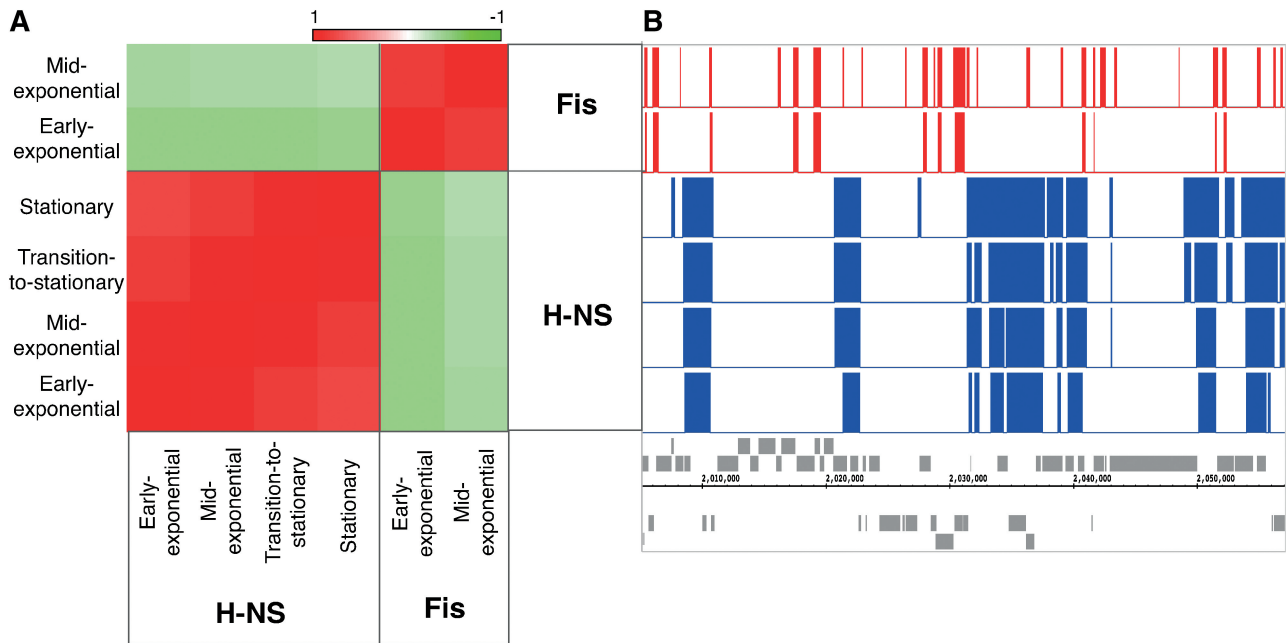 A
1
-1
B
Mid-
exponential
Early-
exponential
Fis
Stationary
Transition-
to-stationary
Mid-
exponential
Early-
exponential
H-NS
2,010,000
2,020,000
2,030,000
2,040,000
2,050,000
Early-
exponential
Mid-
exponential
Transition-to-
stationary
Stationary
Early-
exponential
Mid-
exponential
H-NS
Fis